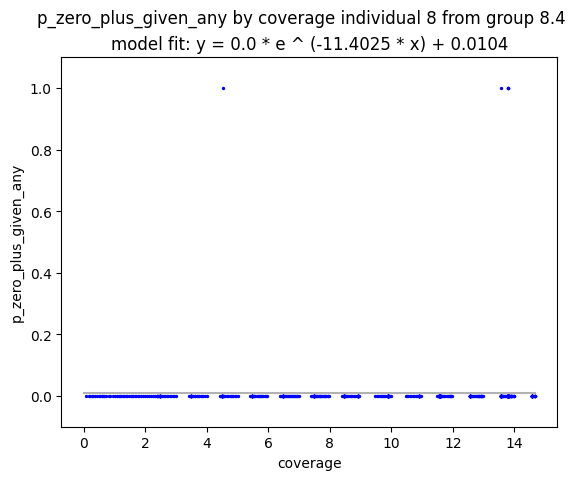 p_zero_plus_given_any by coverage individual 8 from group 8.4
model fit: y = 0.0 * e ^ (-11.4025 * x) + 0.0104
1.0
0.8
0.6
0.4
0.2
0.0
p_zero_plus_given_any
0 2 4 6 8 10 12 14
coverage